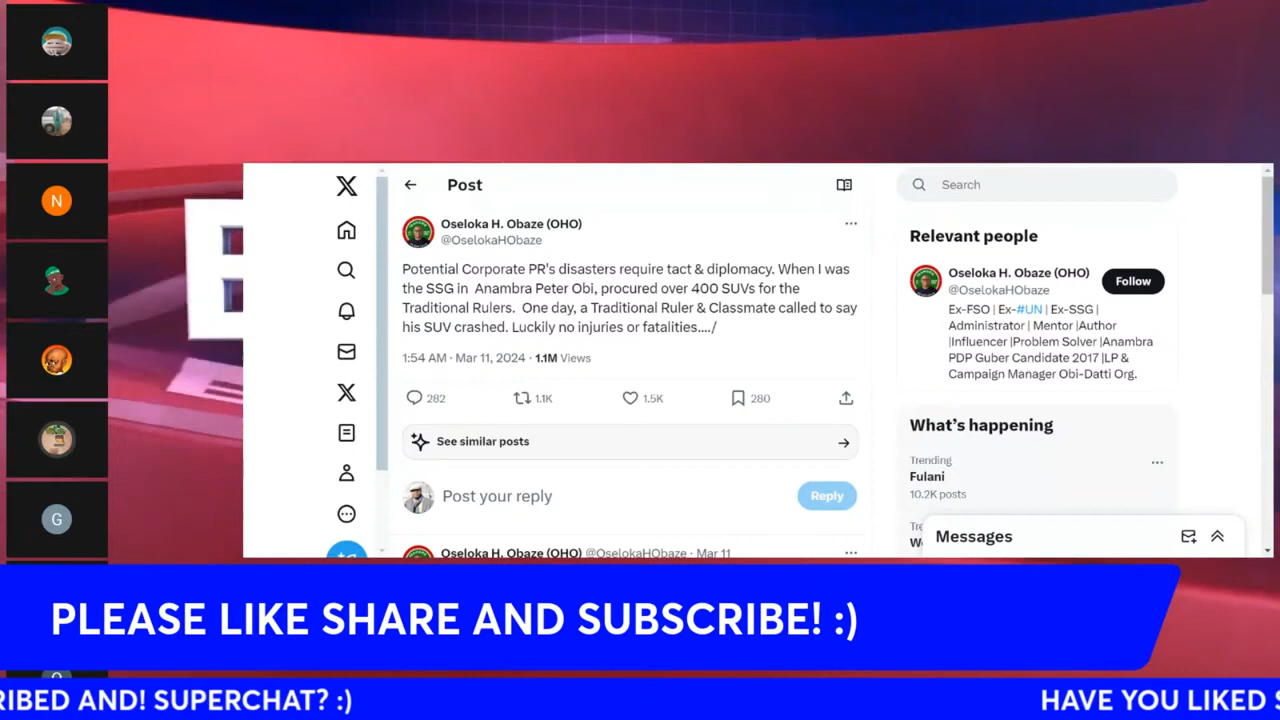 Post
Search
Oseloka H. Obaze (OHO)
@OselokaHObaze
Potential Corporate PR's disasters require tact & diplomacy. When I was
the SSG in  Anambra Peter Obi, procured over 400 SUVs for the
Traditional Rulers.  One day, a Traditional Ruler & Classmate called to say
his SUV crashed. Luckily no injuries or fatalities..../
1:54 AM · Mar 11, 2024 · 1.1M Views
282 1.1K 1.5K 280
See similar posts
Post your reply
Reply
Oseloka H. Obaze (OHO) @OselokaHObaze · Mar 11
Relevant people
Oseloka H. Obaze (OHO)
@OselokaHObaze
Follow
Ex-FSO | Ex-#UN | Ex-SSG |
Administrator | Mentor |Author
|Influencer |Problem Solver |Anambra
PDP Guber Candidate 2017 |LP &
Campaign Manager Obi-Datti Org.
What's happening
Trending
Fulani
10.2K posts
Messages
N
G
PLEASE LIKE SHARE AND SUBSCRIBE! :)
RIBED AND! SUPERCHAT? :)
HAVE YOU LIKED